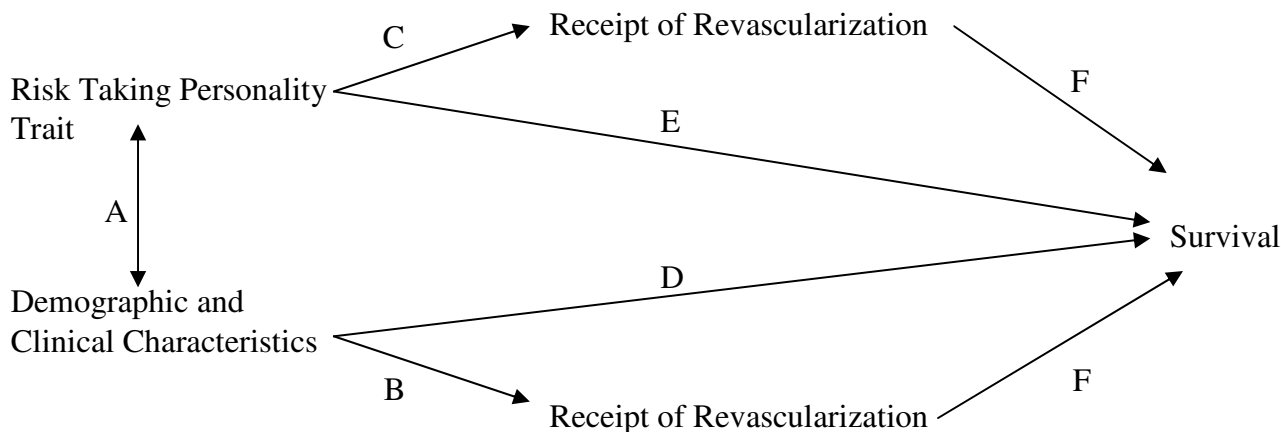 Receipt of Revascularization
C
F
Risk Taking Personality
Trait
E
A
Survival
D
Demographic and
Clinical Characteristics
B
F
Receipt of Revascularization